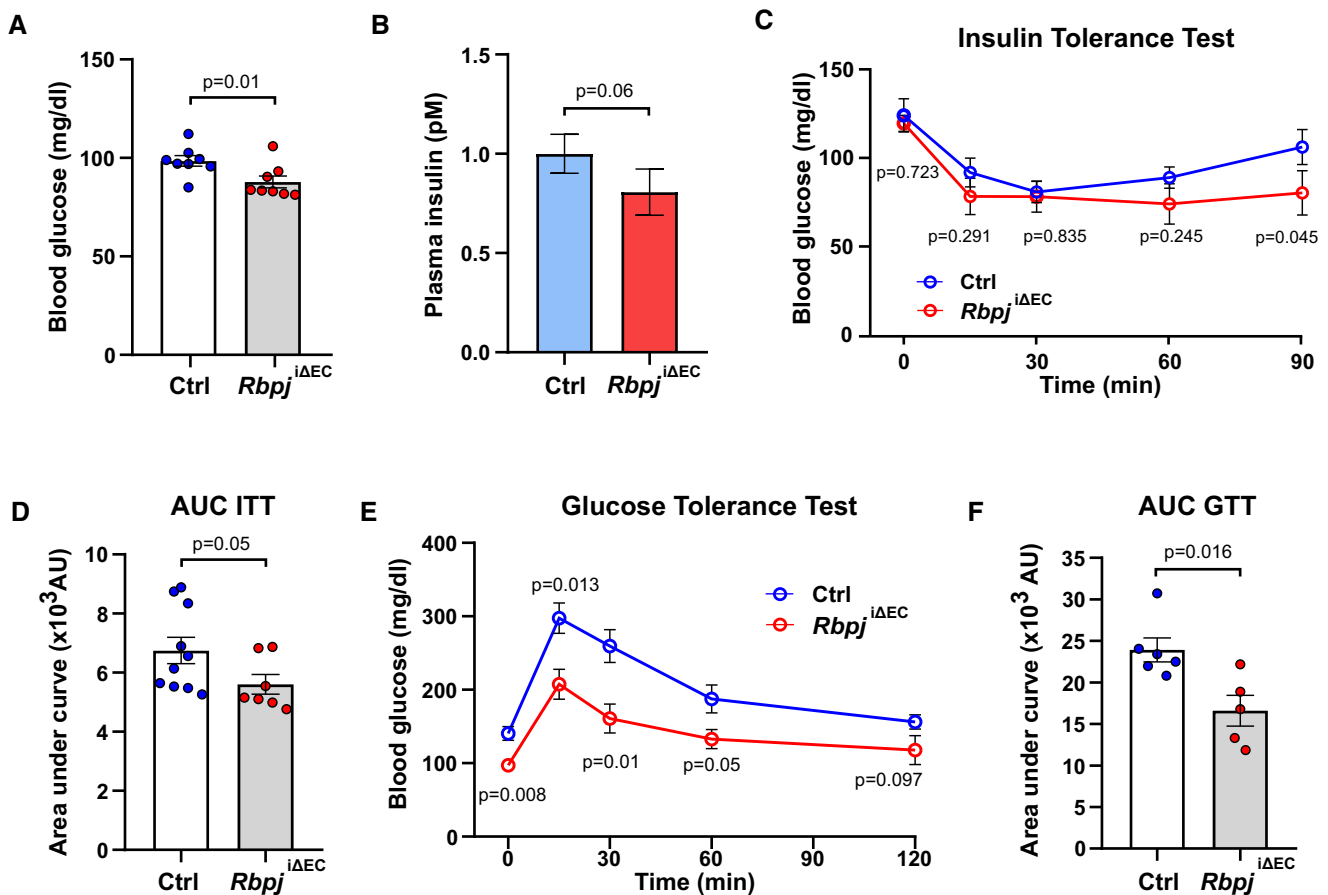 A
Blood glucose (mg/dl)
150
100
50
0
p=0.01
Ctrl
Rbpj iΔEC
B
Plasma insulin (pM)
1.5
1.0
0.5
0.0
p=0.06
Ctrl
Rbpj iΔEC
C
Insulin Tolerance Test
Blood glucose (mg/dl)
150
100
50
0
p=0.723
p=0.291
p=0.835
p=0.245
p=0.045
Ctrl
Rbpj iΔEC
0
30
60
90
Time (min)
D
AUC ITT
Area under curve (x10³AU)
10
8
6
4
2
0
p=0.05
Ctrl
Rbpj iΔEC
E
Glucose Tolerance Test
Blood glucose (mg/dl)
400
300
200
100
0
p=0.013
Ctrl
Rbpj iΔEC
p=0.008
p=0.01
p=0.05
p=0.097
0
30
60
90
120
Time (min)
F
AUC GTT
Area under curve (x10³ AU)
35
30
25
20
15
10
5
0
p=0.016
Ctrl
Rbpj iΔEC